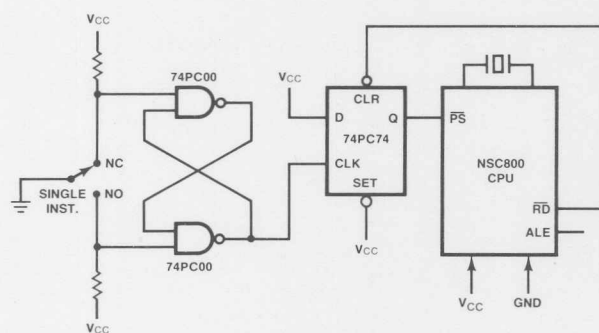 VCC
74PC00
VCC
CLR
D
Q
74PC74
PS
CLK
SET
NSC800
CPU
NC
SINGLE
INST.
NO
RD
ALE
74PC00
VCC
VCC
GND
VCC